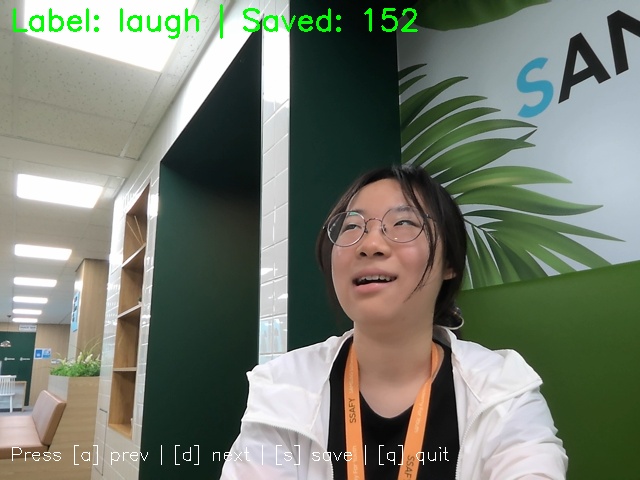 Label: laugh | Saved: 152
SAN
SSAFY
SSAFY
Press [a] prev | [d] next | [s] save | [q] quit